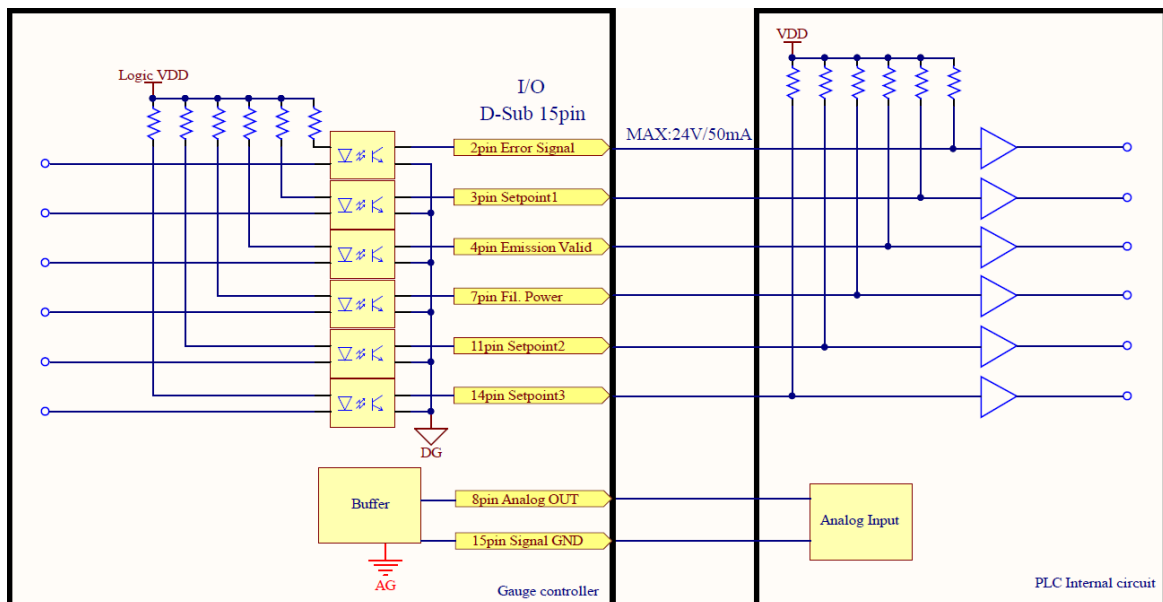 Logic VDD
I/O
D-Sub 15pin
VDD
MAX:24V/50mA
2pin Error Signal
3pin Setpoint1
4pin Emission Valid
7pin Fil. Power
11pin Setpoint2
14pin Setpoint3
DG
Buffer
8pin Analog OUT
15pin Signal GND
Analog Input
AG
Gauge controller
PLC Internal circuit